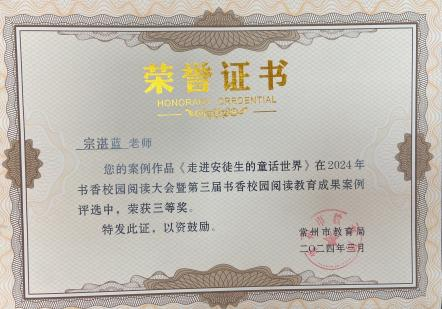 荣誉证书
HONORARY CREDENTIAL
宗湛蓝 老师
您的案例作品《走进安徒生的童话世界》在2024年
书香校园阅读大会暨第三届书香校园阅读教育成果案例
评选中，荣获三等奖。
特发此证，以资鼓励。
常州市教育局
二〇二四年三月